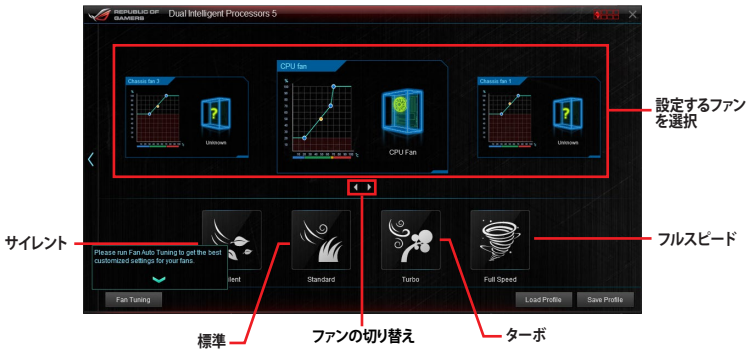 REPUBLIC OF
GAMERS
Dual Intelligent Processors 5
Chassis fan 3
%
Unknown
CPU fan
%
CPU Fan
Chassis fan 1
%
Unknown
設定するファン
を選択
サイレント
Please run Fan Auto Tuning to get the best
customized settings for your fans.
Standard
Turbo
Full Speed
フルスピード
Fan Tuning
Load Profile
Save Profile
標準
ファンの切り替え
ターボ